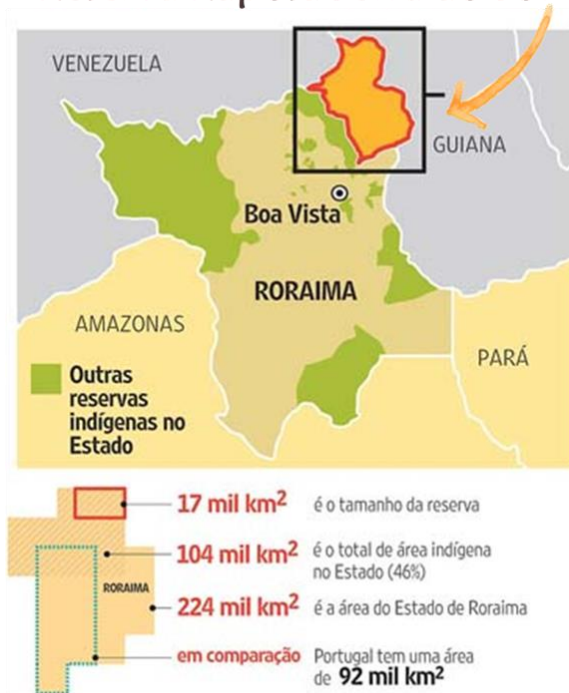 VENEZUELA
GUIANA
Boa Vista
RORAIMA
AMAZONAS
PARÁ
Outras
reservas
indígenas no
Estado
17 mil km² é o tamanho da reserva
104 mil km² é o total de área indígena
no Estado (46%)
RORAIMA
224 mil km² é a área do Estado de Roraima
em comparação Portugal tem uma área
de 92 mil km²